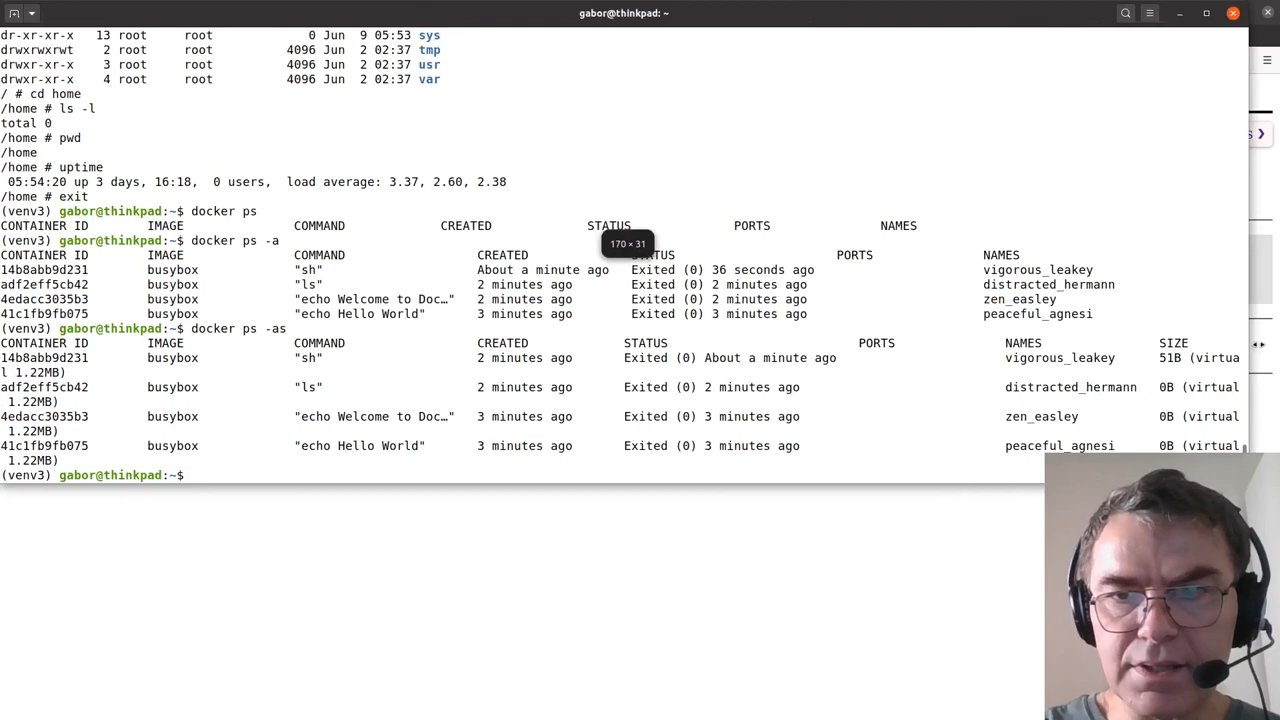 gabor@thinkpad: ~
dr-xr-xr-x 13 root root 0 Jun 9 05:53 sys
drwxrwxrwt 2 root root 4096 Jun 2 02:37 tmp
drwxr-xr-x 3 root root 4096 Jun 2 02:37 usr
drwxr-xr-x 4 root root 4096 Jun 2 02:37 var
/ # cd home
/home # ls -l
total 0
/home # pwd
/home
/home # uptime
05:54:20 up 3 days, 16:18, 0 users, load average: 3.37, 2.60, 2.38
/home # exit
(venv3) gabor@thinkpad:~$ docker ps
CONTAINER ID IMAGE COMMAND CREATED STATUS PORTS NAMES
(venv3) gabor@thinkpad:~$ docker ps -a
170 × 31
CONTAINER ID IMAGE COMMAND CREATED STATUS PORTS NAMES
14b8abb9d231 busybox "sh" About a minute ago Exited (0) 36 seconds ago vigorous_leakey
adf2eff5cb42 busybox "ls" 2 minutes ago Exited (0) 2 minutes ago distracted_hermann
4edacc3035b3 busybox "echo Welcome to Doc…" 2 minutes ago Exited (0) 2 minutes ago zen_easley
41c1fb9fb075 busybox "echo Hello World" 3 minutes ago Exited (0) 3 minutes ago peaceful_agnesi
(venv3) gabor@thinkpad:~$ docker ps -as
CONTAINER ID IMAGE COMMAND CREATED STATUS PORTS NAMES SIZE
14b8abb9d231 busybox "sh" 2 minutes ago Exited (0) About a minute ago vigorous_leakey 51B (virtua
l 1.22MB)
adf2eff5cb42 busybox "ls" 2 minutes ago Exited (0) 2 minutes ago distracted_hermann 0B (virtual
1.22MB)
4edacc3035b3 busybox "echo Welcome to Doc…" 3 minutes ago Exited (0) 3 minutes ago zen_easley 0B (virtual
1.22MB)
41c1fb9fb075 busybox "echo Hello World" 3 minutes ago Exited (0) 3 minutes ago peaceful_agnesi 0B (virtual
1.22MB)
(venv3) gabor@thinkpad:~$